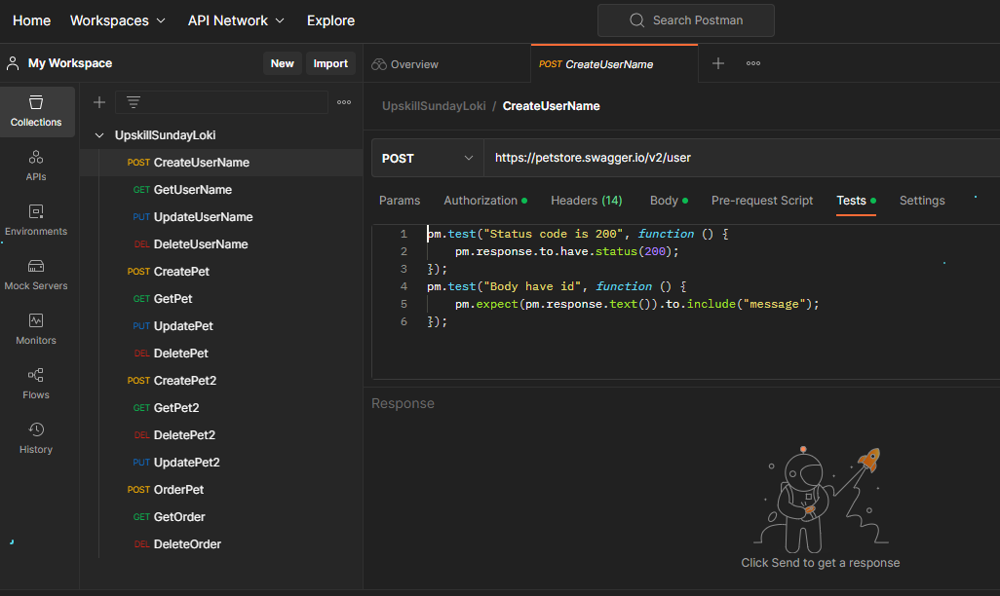 Home Workspaces API Network Explore Search Postman
My Workspace New Import Overview POST CreateUserName
UpskillSundayLoki / CreateUserName
Collections
APIs
Environments
Mock Servers
Monitors
Flows
History
UpskillSundayLoki
POST CreateUserName
GET GetUserName
PUT UpdateUserName
DEL DeleteUserName
POST CreatePet
GET GetPet
PUT UpdatePet
DEL DeletePet
POST CreatePet2
GET GetPet2
DEL DeletePet2
PUT UpdatePet2
POST OrderPet
GET GetOrder
DEL DeleteOrder
POST https://petstore.swagger.io/v2/user
Params Authorization Headers (14) Body Pre-request Script Tests Settings
1 pm.test("Status code is 200", function () {
2 pm.response.to.have.status(200);
3 });
4 pm.test("Body have id", function () {
5 pm.expect(pm.response.text()).to.include("message");
6 });
Response
Click Send to get a response